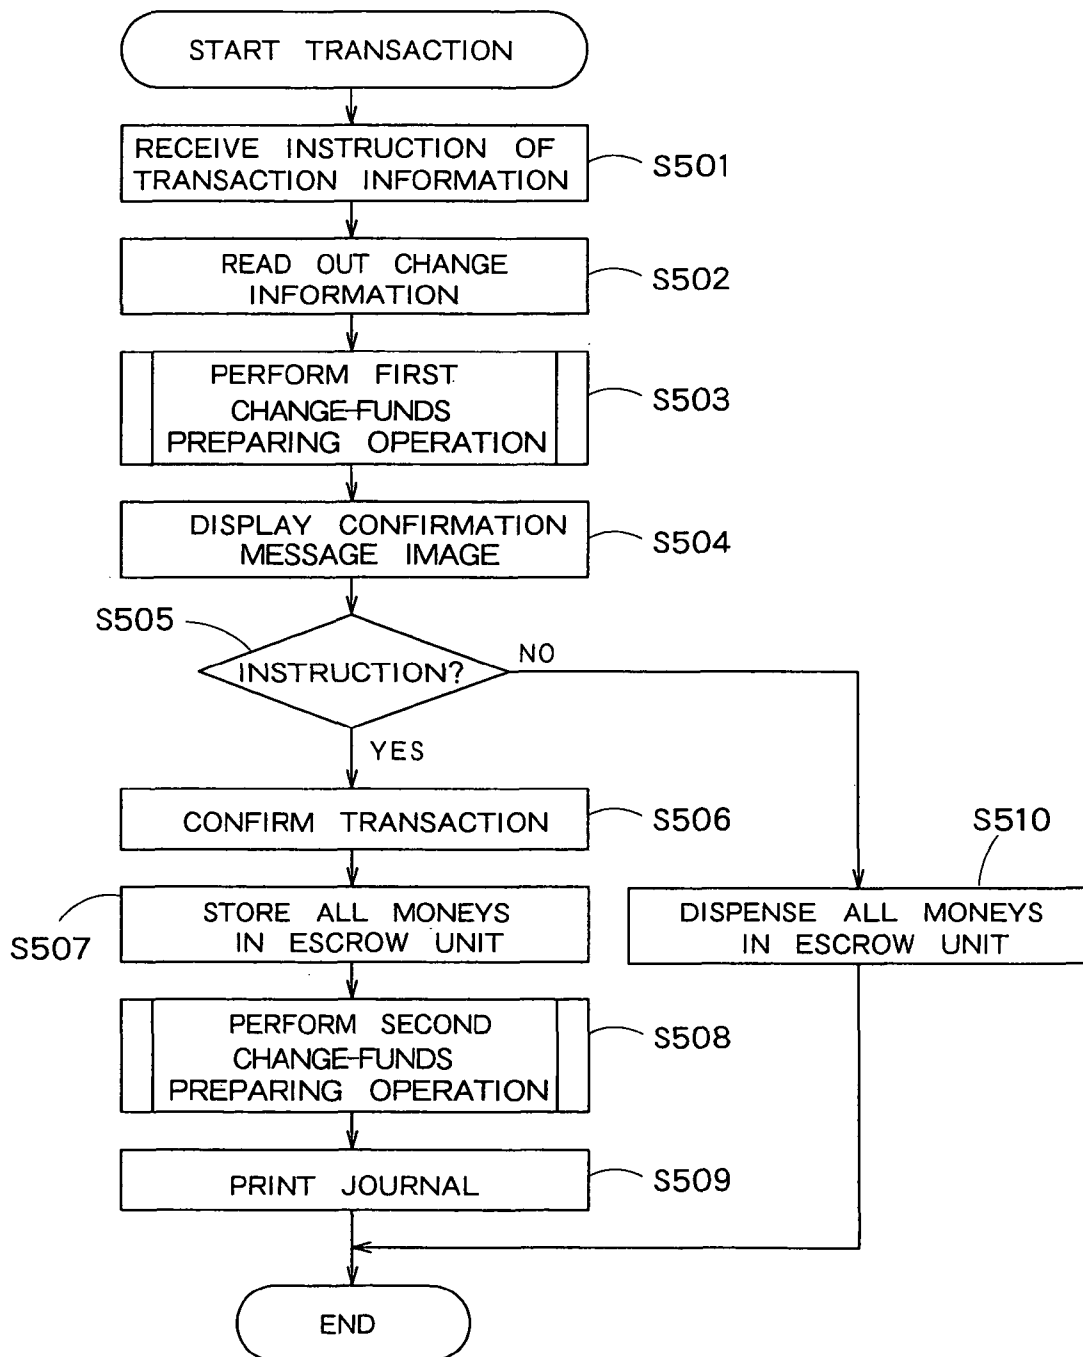 START TRANSACTION
RECEIVE INSTRUCTION OF
TRANSACTION INFORMATION
S501
READ OUT CHANGE
INFORMATION
S502
PERFORM FIRST
CHANGE-FUNDS
PREPARING OPERATION
S503
DISPLAY CONFIRMATION
MESSAGE IMAGE
S504
S505
INSTRUCTION?
NO
YES
CONFIRM TRANSACTION
S506
S510
STORE ALL MONEYS
IN ESCROW UNIT
S507
DISPENSE ALL MONEYS
IN ESCROW UNIT
PERFORM SECOND
CHANGE-FUNDS
PREPARING OPERATION
S508
PRINT JOURNAL
S509
END